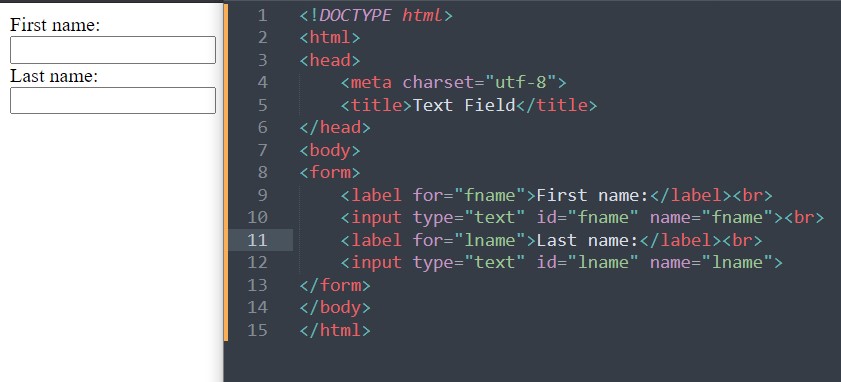 First name:
Last name:
1 <!DOCTYPE html>
2 <html>
3 <head>
4     <meta charset="utf-8">
5     <title>Text Field</title>
6 </head>
7 <body>
8 <form>
9     <label for="fname">First name:</label><br>
10     <input type="text" id="fname" name="fname"><br>
11     <label for="lname">Last name:</label><br>
12     <input type="text" id="lname" name="lname">
13 </form>
14 </body>
15 </html>